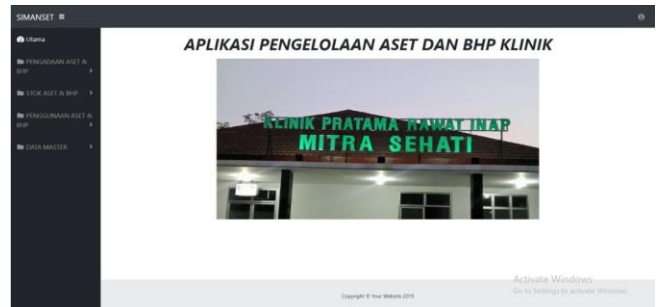 SIMANSET
Utama
PENGADAAN ASET &
BHP
STOK ASET & BHP
PENGGUNAAN ASET &
BHP
DATA MASTER
APLIKASI PENGELOLAAN ASET DAN BHP KLINIK
KLINIK PRATAMA RAWAT INAP
MITRA SEHATI
Activate Windows
Go to Settings to activate Windows.
Copyright © Your Website 2019